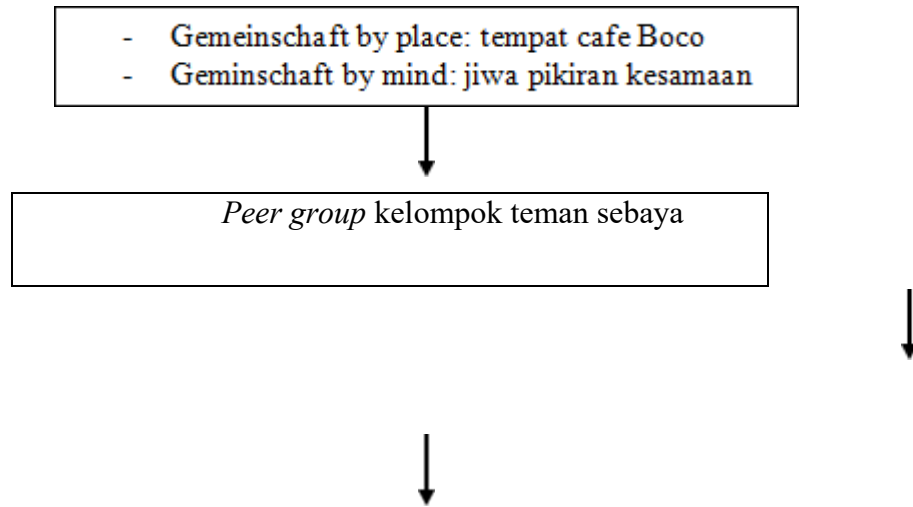 - Gemeinschaft by place: tempat cafe Boco
- Geminschaft by mind: jiwa pikiran kesamaan
Peer group kelompok teman sebaya